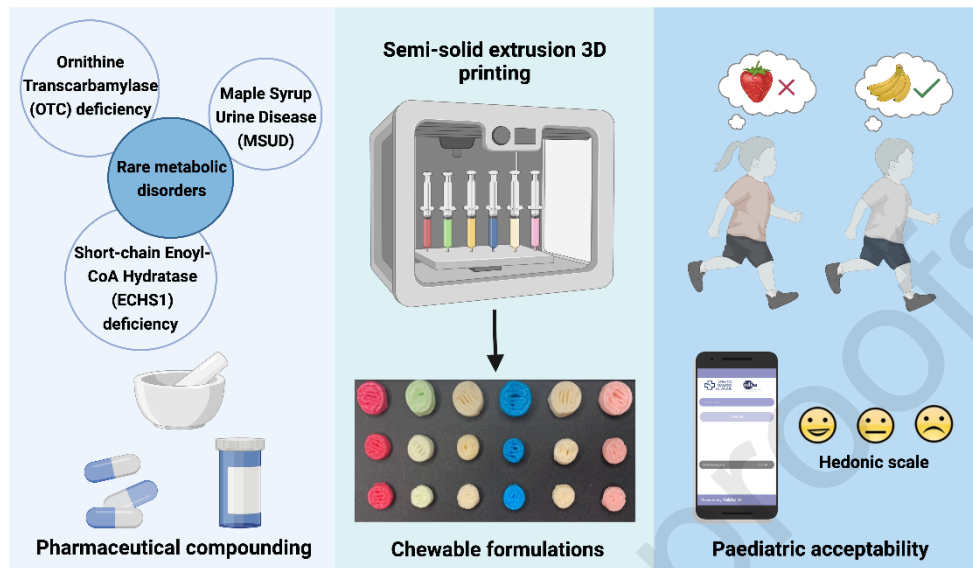 Ornithine
Transcarbamylase
(OTC) deficiency
Maple Syrup
Urine Disease
(MSUD)
Rare metabolic
disorders
Short-chain Enoyl-
CoA Hydratase
(ECHS1)
deficiency
Pharmaceutical compounding
Semi-solid extrusion 3D
printing
Chewable formulations
Hedonic scale
Paediatric acceptability
proofs